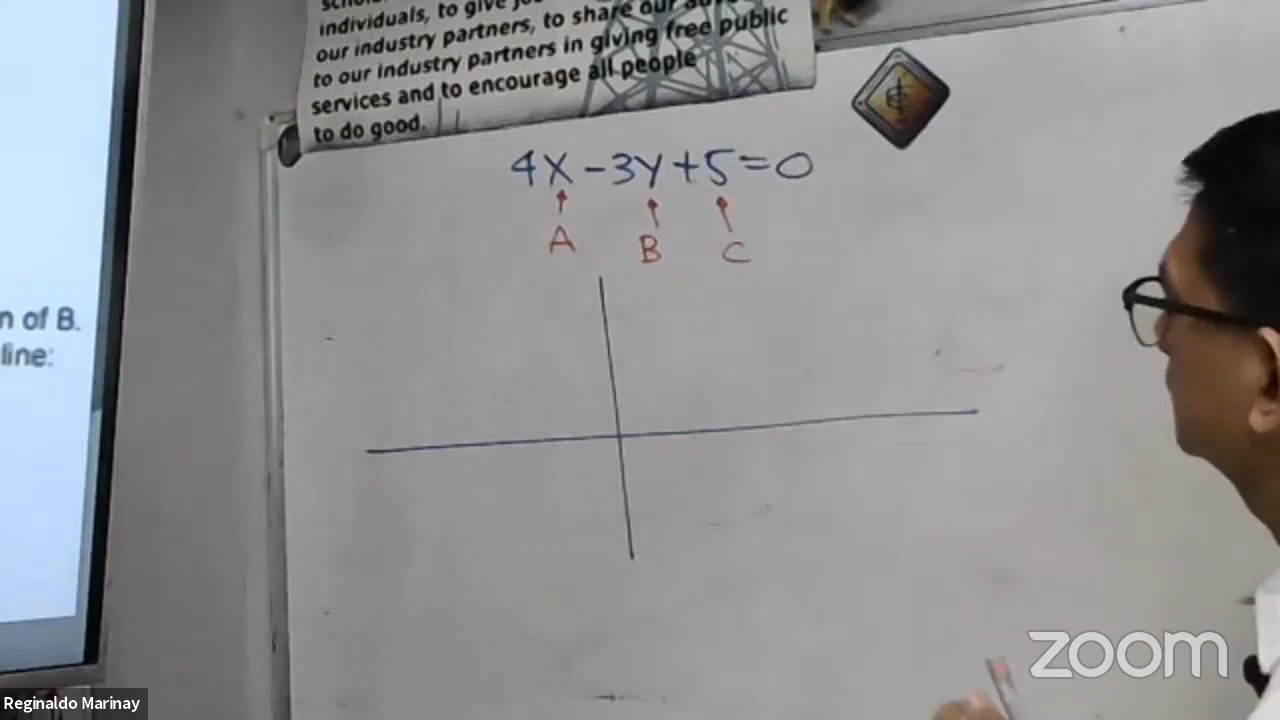 individuals, to give
our industry partners, to share our
to our industry partners in giving free public
services and to encourage all people
to do good.
4X-3Y+5=0
A B C
n of B.
line:
zoom
Reginaldo Marinay